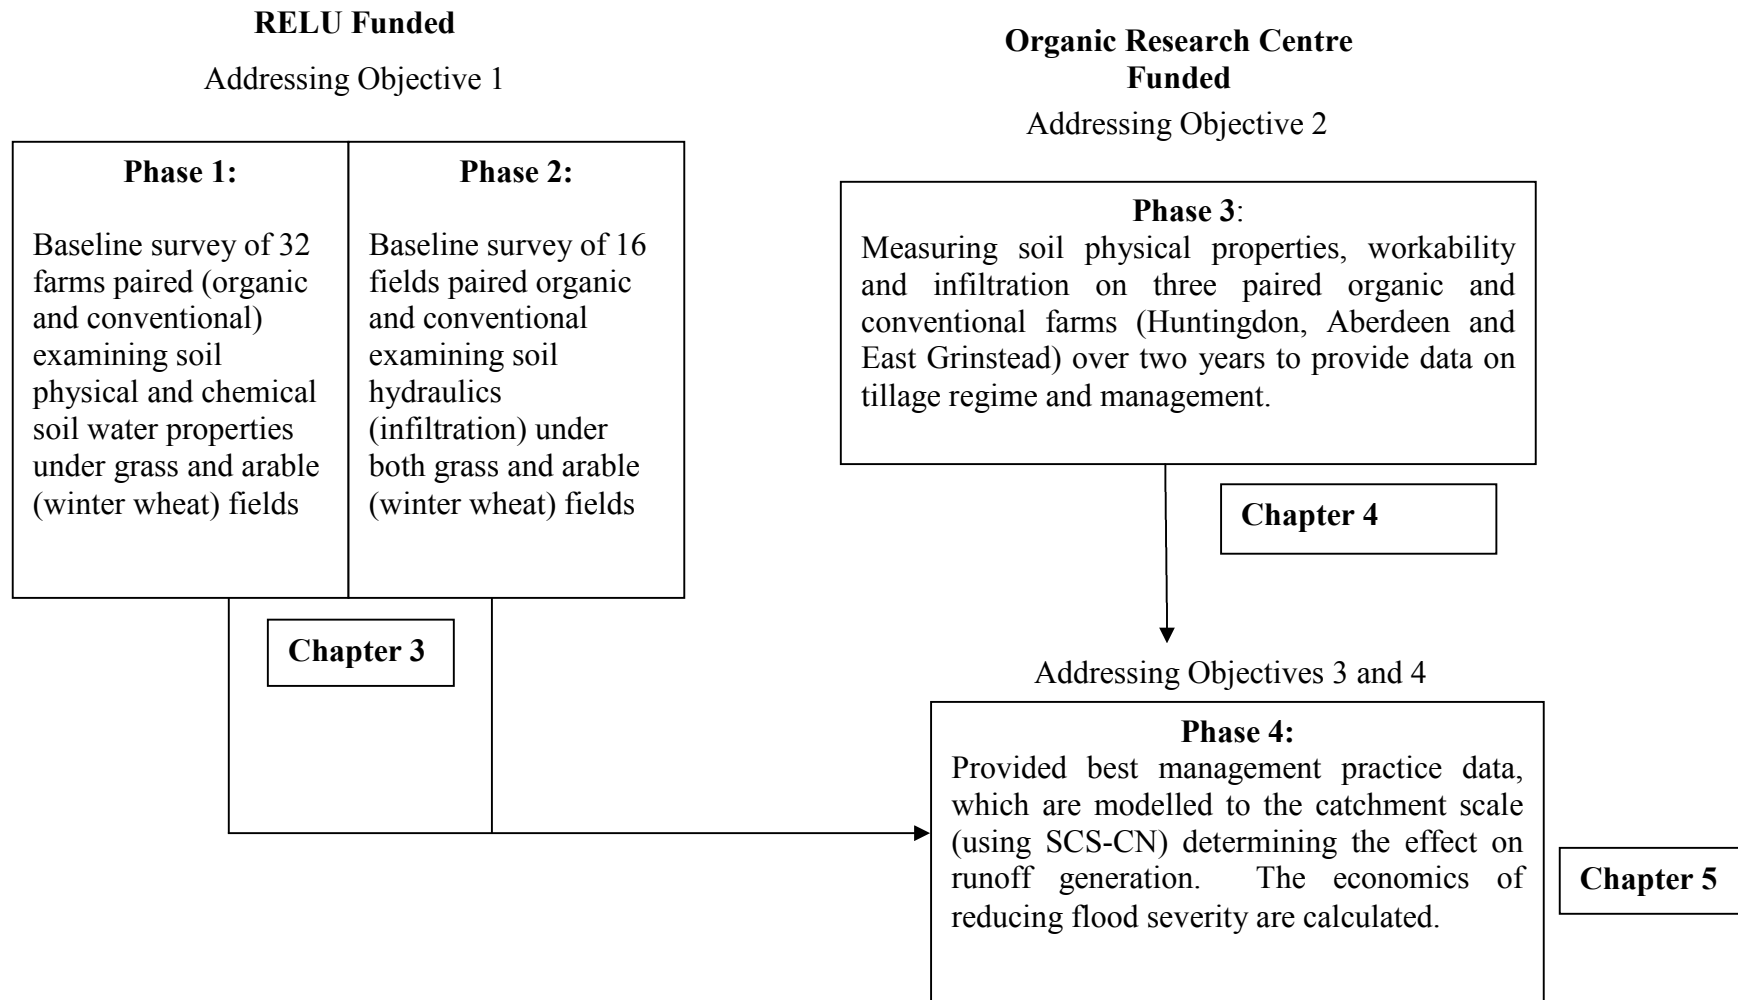 RELU Funded
Addressing Objective 1
Phase 1:
Baseline survey of 32
farms paired (organic
and conventional)
examining soil
physical and chemical
soil water properties
under grass and arable
(winter wheat) fields
Phase 2:
Baseline survey of 16
fields paired organic
and conventional
examining soil
hydraulics
(infiltration) under
both grass and arable
(winter wheat) fields
Chapter 3
Organic Research Centre
Funded
Addressing Objective 2
Phase 3:
Measuring soil physical properties, workability
and infiltration on three paired organic and
conventional farms (Huntingdon, Aberdeen and
East Grinstead) over two years to provide data on
tillage regime and management.
Chapter 4
Addressing Objectives 3 and 4
Phase 4:
Provided best management practice data,
which are modelled to the catchment scale
(using SCS-CN) determining the effect on
runoff generation. The economics of
reducing flood severity are calculated.
Chapter 5